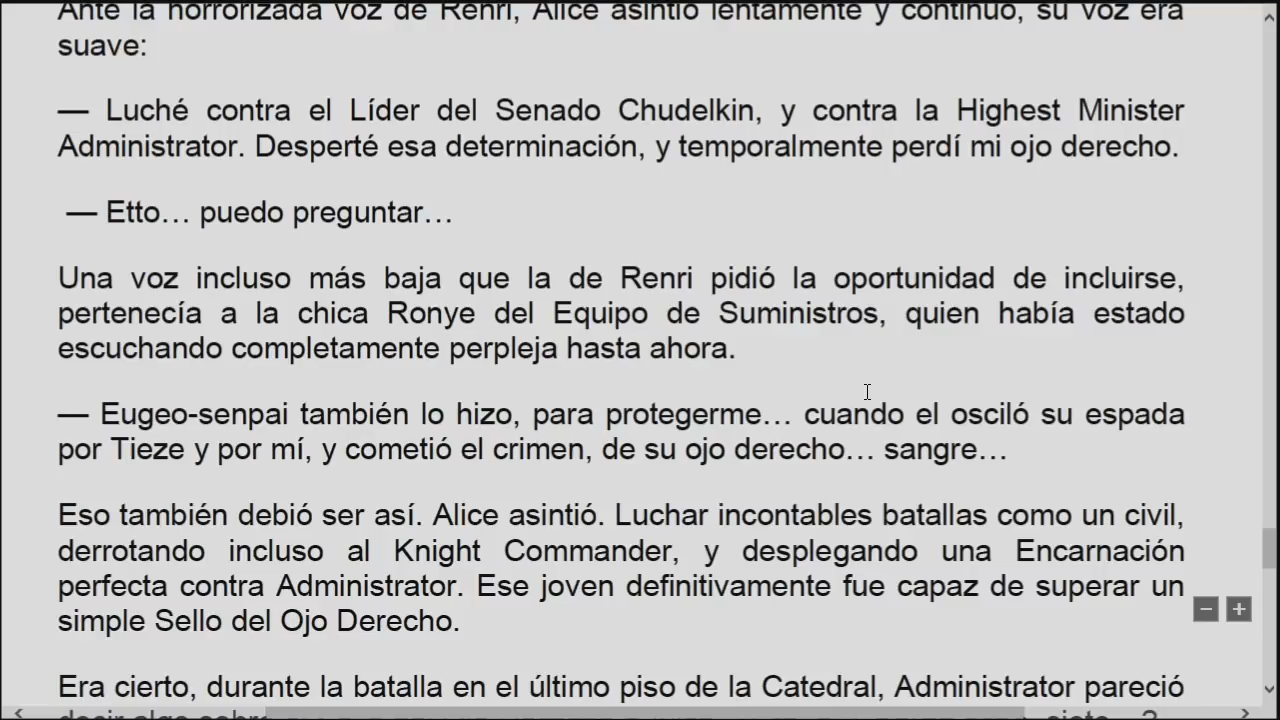 Ante la horrorizada voz de Renri, Alice asintió lentamente y continuó, su voz era
suave:
— Luché contra el Líder del Senado Chudelkin, y contra la Highest Minister
Administrator. Desperté esa determinación, y temporalmente perdí mi ojo derecho.
— Etto… puedo preguntar…
Una voz incluso más baja que la de Renri pidió la oportunidad de incluirse,
pertenecía a la chica Ronye del Equipo de Suministros, quien había estado
escuchando completamente perpleja hasta ahora.
— Eugeo-senpai también lo hizo, para protegerme… cuando el osciló su espada
por Tieze y por mí, y cometió el crimen, de su ojo derecho… sangre…
Eso también debió ser así. Alice asintió. Luchar incontables batallas como un civil,
derrotando incluso al Knight Commander, y desplegando una Encarnación
perfecta contra Administrator. Ese joven definitivamente fue capaz de superar un
simple Sello del Ojo Derecho.
Era cierto, durante la batalla en el último piso de la Catedral, Administrator pareció
decir algo sobre